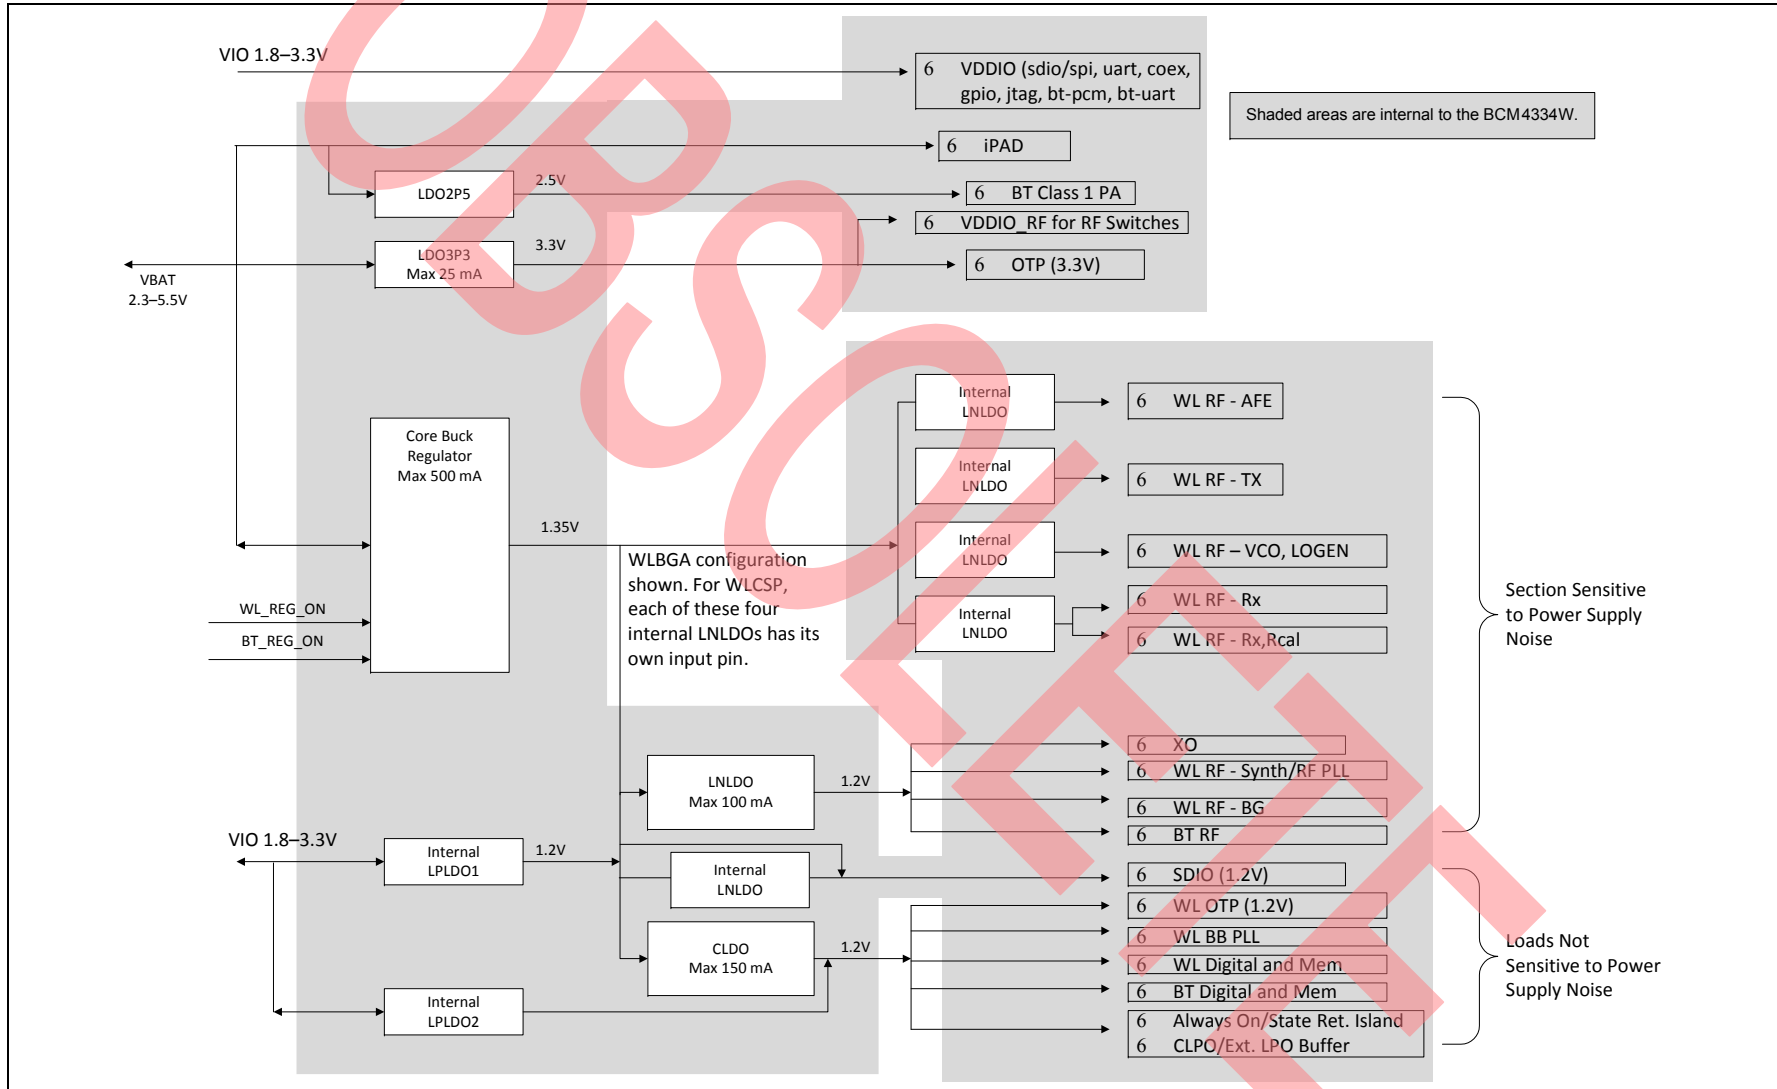 VIO 1.8–3.3V
6 VDDIO (sdio/spi, uart, coex,
gpio, jtag, bt-pcm, bt-uart
Shaded areas are internal to the BCM4334W.
6 iPAD
LDO2P5
2.5V
6 BT Class 1 PA
6 VDDIO_RF for RF Switches
LDO3P3
Max 25 mA
3.3V
6 OTP (3.3V)
VBAT
2.3–5.5V
Internal
LNLDO
6 WL RF - AFE
Core Buck
Regulator
Max 500 mA
Internal
LNLDO
6 WL RF - TX
1.35V
Internal
LNLDO
6 WL RF – VCO, LOGEN
WLBGA configuration
shown. For WLCSP,
each of these four
internal LNLDOs has its
own input pin.
WL_REG_ON
BT_REG_ON
Internal
LNLDO
6 WL RF - Rx
6 WL RF - Rx,Rcal
Section Sensitive
to Power Supply
Noise
LNLDO
Max 100 mA
1.2V
6 XO
6 WL RF - Synth/RF PLL
6 WL RF - BG
6 BT RF
VIO 1.8–3.3V
Internal
LPLDO1
1.2V
Internal
LNLDO
6 SDIO (1.2V)
6 WL OTP (1.2V)
CLDO
Max 150 mA
1.2V
6 WL BB PLL
6 WL Digital and Mem
6 BT Digital and Mem
Internal
LPLDO2
6 Always On/State Ret. Island
6 CLPO/Ext. LPO Buffer
Loads Not
Sensitive to Power
Supply Noise
OBSOLETE